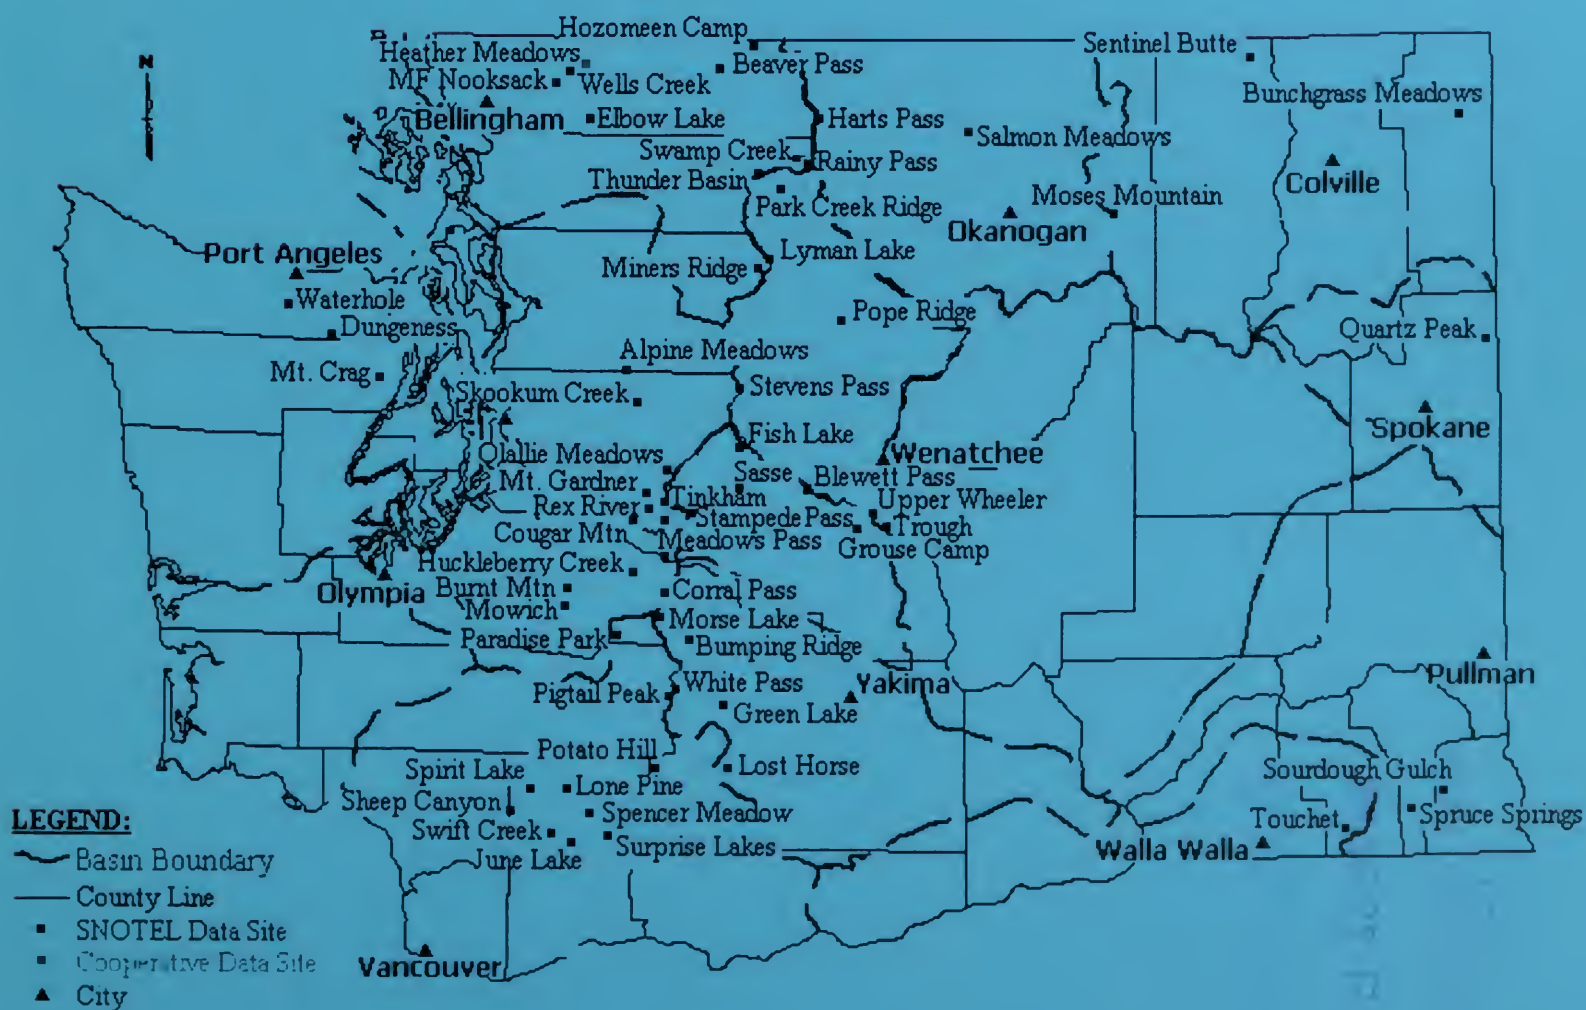 Hozomeen Camp
Sentinel Butte
N
Heather Meadows
Beaver Pass
MF Nooksack
Wells Creek
Bunchgrass Meadows
Bellingham
Elbow Lake
Harts Pass
Salmon Meadows
Swamp Creek
Rainy Pass
Thunder Basin
Colville
Park Creek Ridge
Moses Mountain
Okanogan
Port Angeles
Lyman Lake
Miners Ridge
Waterhole
Pope Ridge
Dungeness
Quartz Peak
Alpine Meadows
Mt. Crag
Skookum Creek
Stevens Pass
Fish Lake
Spokane
Olallie Meadows
Wenatchee
Sasse
Blewett Pass
Mt. Gardner
Tinkham
Upper Wheeler
Rex River
Stampede Pass
Trough
Cougar Mtn
Meadows Pass
Grouse Camp
Huckleberry Creek
Olympia
Burnt Mtn
Corral Pass
Mowich
Morse Lake
Paradise Park
Bumping Ridge
Pullman
White Pass
Yakima
Pigtail Peak
Green Lake
Potato Hill
Spirit Lake
Lost Horse
Sourdough Gulch
Lone Pine
Sheep Canyon
Spencer Meadow
Spruce Springs
Touchet
Swift Creek
Surprise Lakes
Walla Walla
June Lake
LEGEND:
Basin Boundary
County Line
SNOTEL Data Site
Cooperative Data Site
City
Vancouver